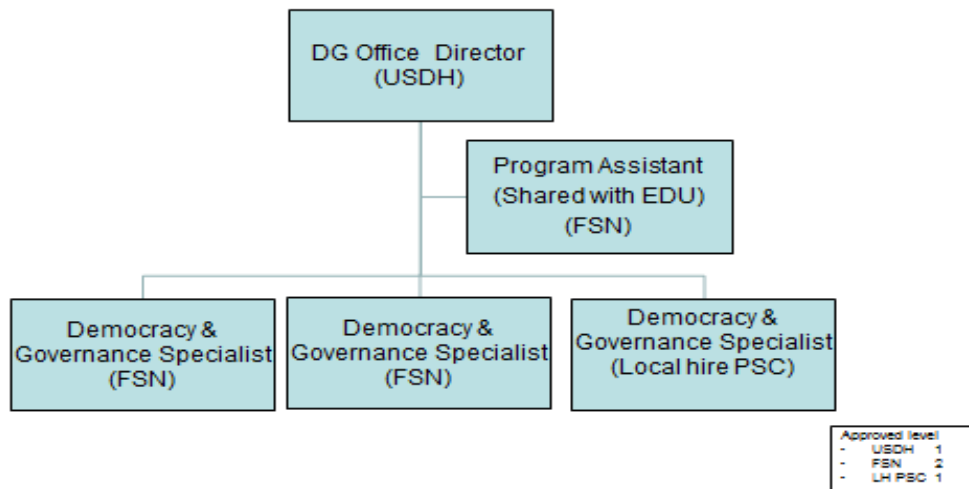 DG Office Director
(USDH)
Program Assistant
(Shared with EDU)
(FSN)
Democracy &
Governance Specialist
(FSN)
Democracy &
Governance Specialist
(FSN)
Democracy &
Governance Specialist
(Local hire PSC)
Approved level
- USDH 1
- FSN 2
- LH PSC 1